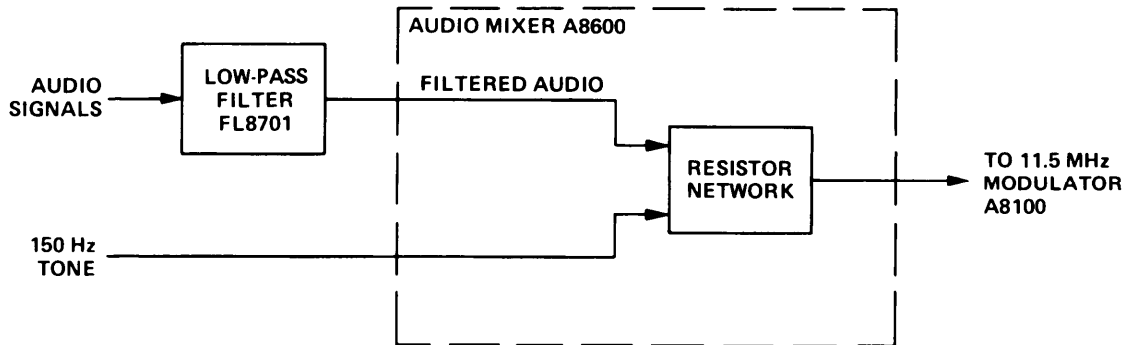 AUDIO MIXER A8600
AUDIO
SIGNALS
LOW-PASS
FILTER
FL8701
FILTERED AUDIO
RESISTOR
NETWORK
TO 11.5 MHz
MODULATOR
A8100
150 Hz
TONE